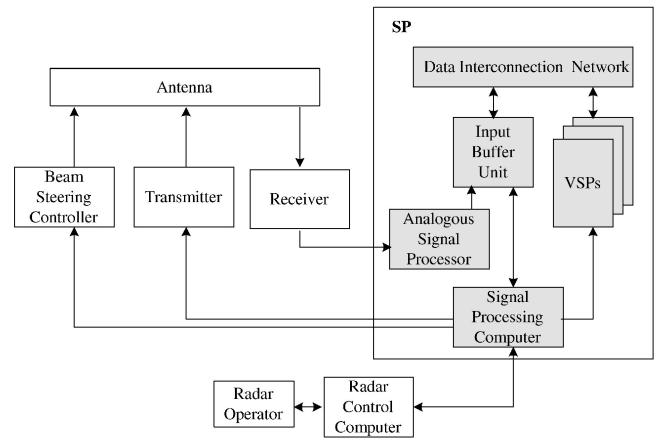 SP
Data Interconnection Network
Antenna
Input
Buffer
Unit
VSPs
Beam
Steering
Controller
Transmitter
Receiver
Analogous
Signal
Processor
Signal
Processing
Computer
Radar
Operator
Radar
Control
Computer